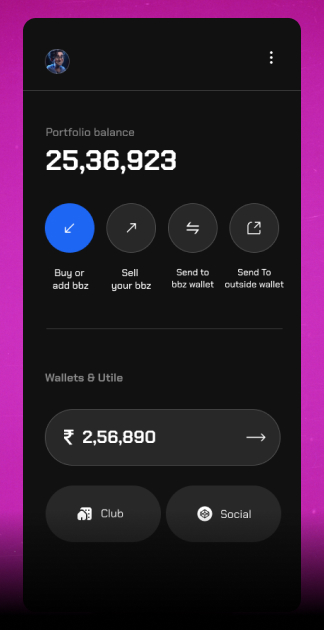 Portfolio balance
25,36,923
Buy or
add bbz
Sell
your bbz
Send to
bbz wallet
Send To
outside wallet
Wallets & Utile
₹ 2,56,890
Club
Social